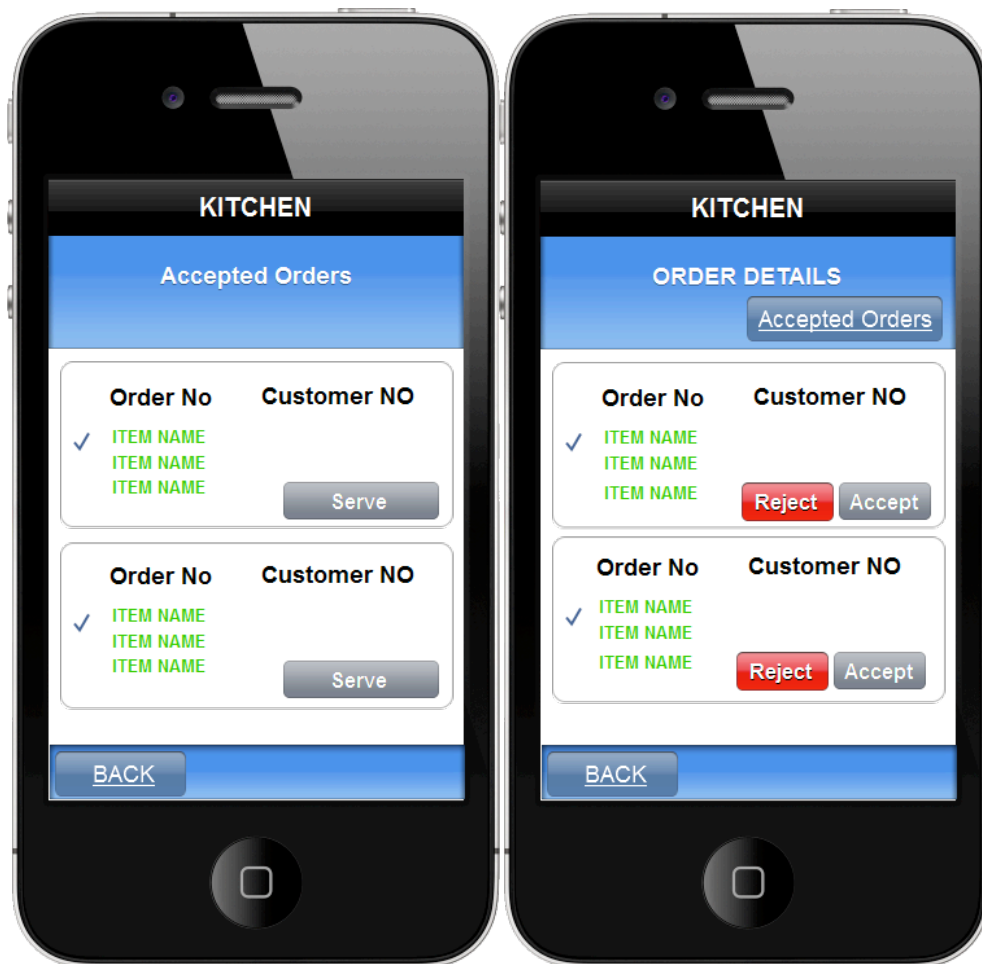 KITCHEN
Accepted Orders
Order No Customer NO
ITEM NAME
ITEM NAME
ITEM NAME
Serve
Order No Customer NO
ITEM NAME
ITEM NAME
ITEM NAME
Serve
BACK
KITCHEN
ORDER DETAILS
Accepted Orders
Order No Customer NO
ITEM NAME
ITEM NAME
ITEM NAME
Reject Accept
Order No Customer NO
ITEM NAME
ITEM NAME
ITEM NAME
Reject Accept
BACK